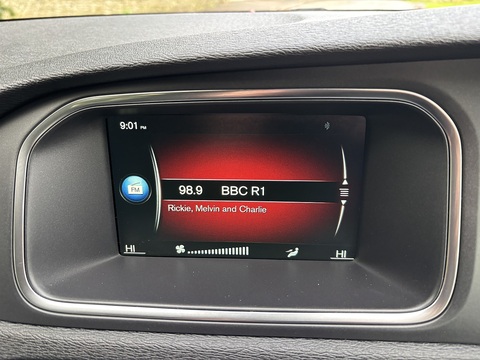 9:01 PM
FM
98.9 BBC R1
Rickie, Melvin and Charlie
HI HI